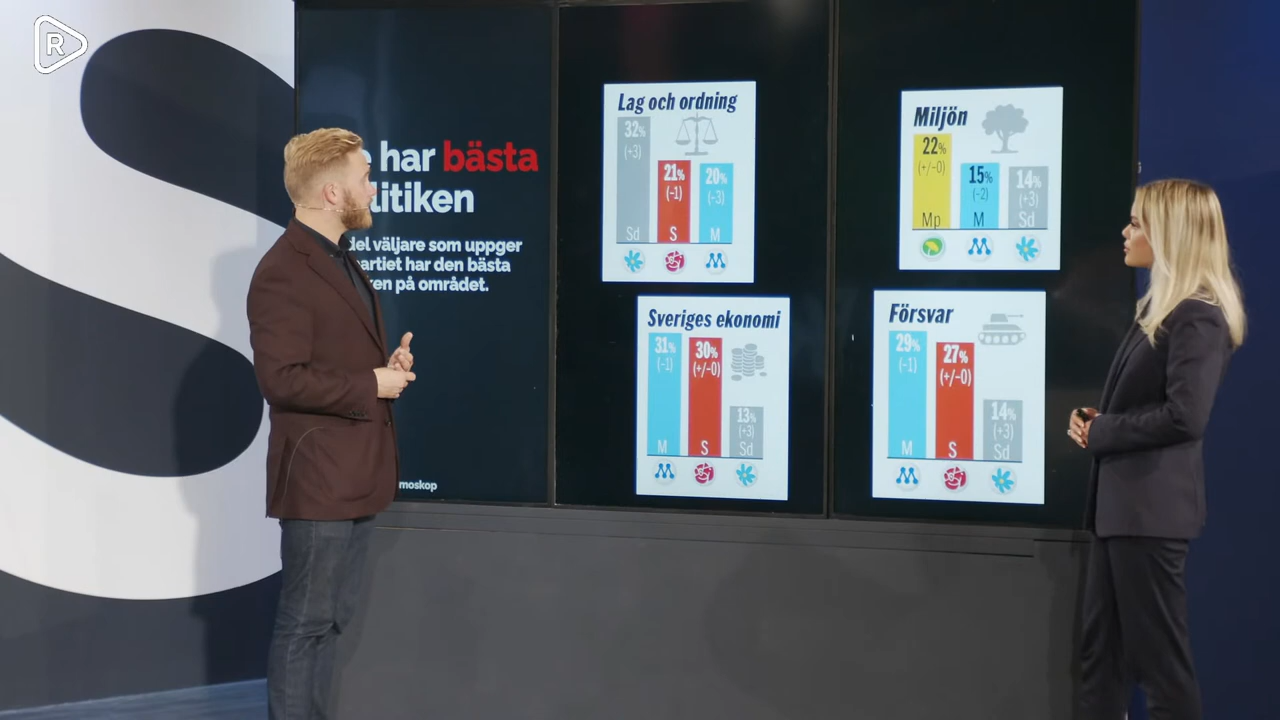 R
har bästa
litiken
del väljare som uppger
partiet har den bästa
ken på området.
moskop
Lag och ordning
32%
(+3)
Sd
21%
(-1)
S
20%
(-3)
M
Sveriges ekonomi
31%
(-1)
M
30%
(+/-0)
S
13%
(+3)
Sd
Miljön
22%
(+/-0)
Mp
15%
(-2)
M
14%
(+3)
Sd
Försvar
29%
(-1)
M
27%
(+/-0)
S
14%
(+3)
Sd